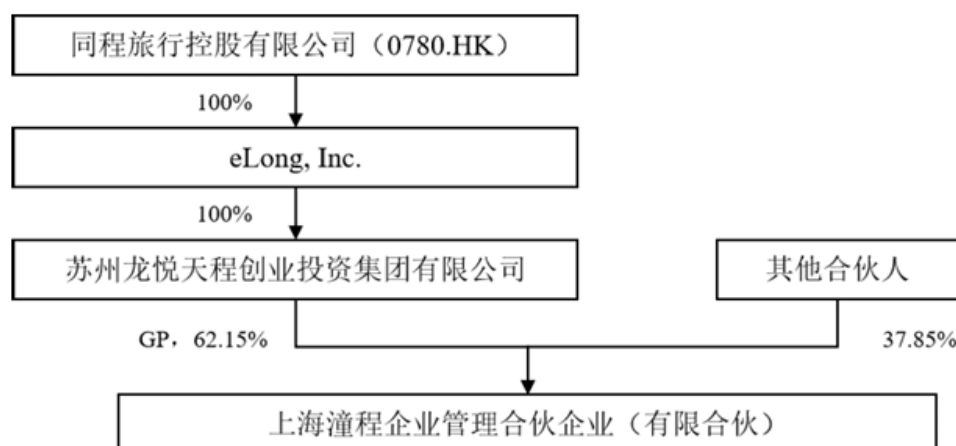 同程旅行控股有限公司（0780.HK）
100%
eLong, Inc.
100%
苏州龙悦天程创业投资集团有限公司
其他合伙人
GP，62.15%
37.85%
上海潼程企业管理合伙企业（有限合伙）